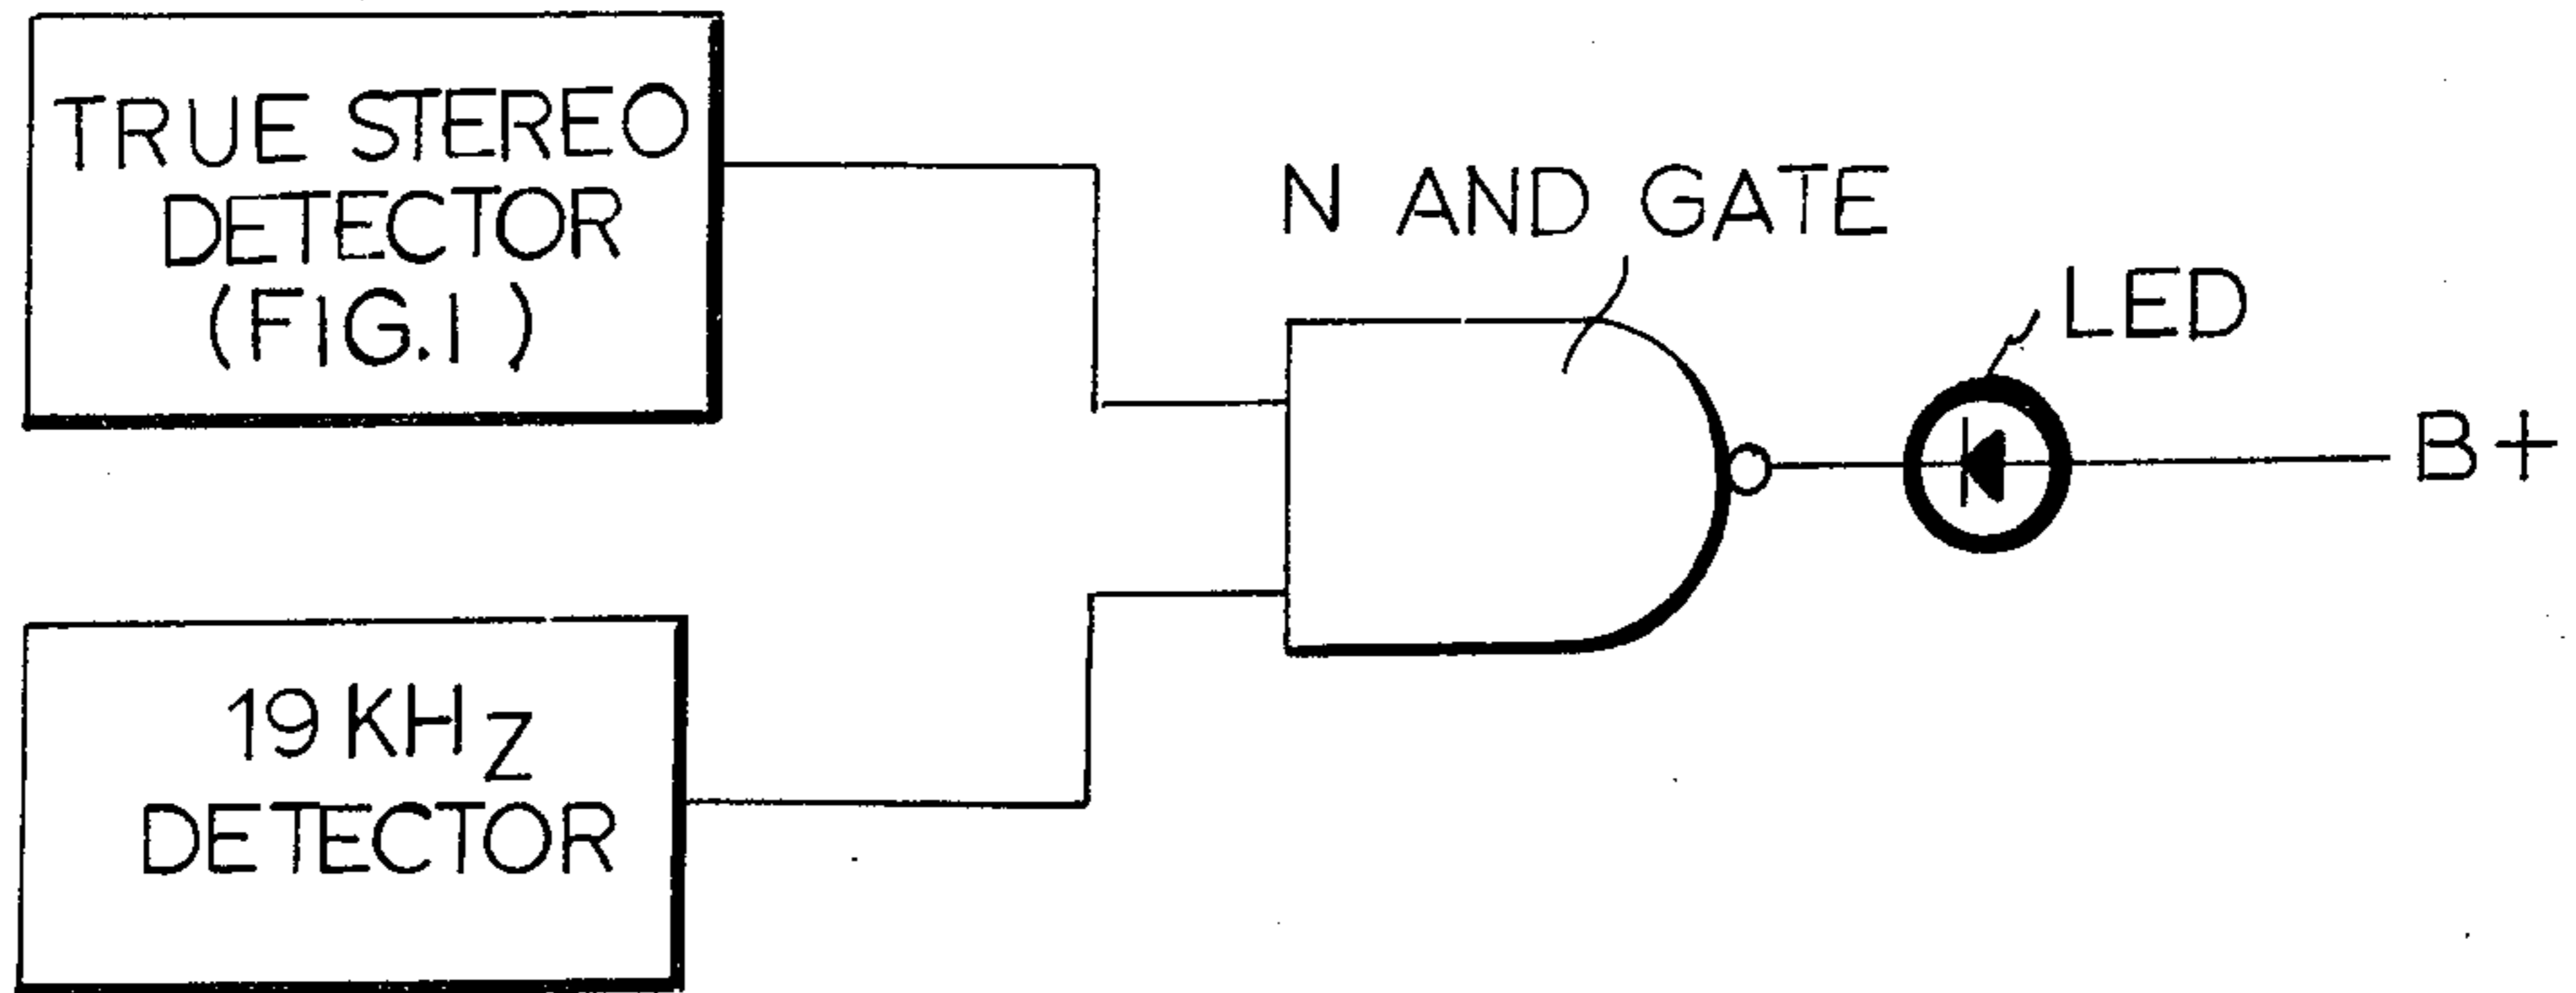 TRUE STEREO
DETECTOR
(FIG.1)
N AND GATE
LED
B+
19 KHZ
DETECTOR